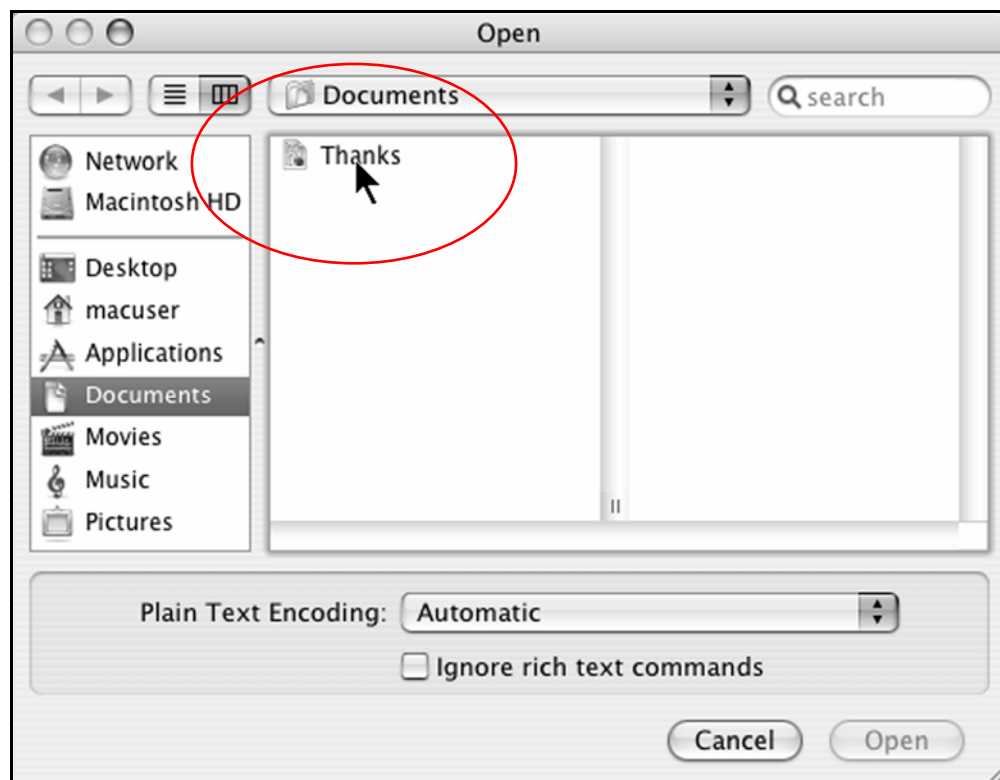 Open
Documents
search
Network
Macintosh HD
Desktop
macuser
Applications
Documents
Movies
Music
Pictures
Thanks
Plain Text Encoding:
Automatic
Ignore rich text commands
Cancel
Open